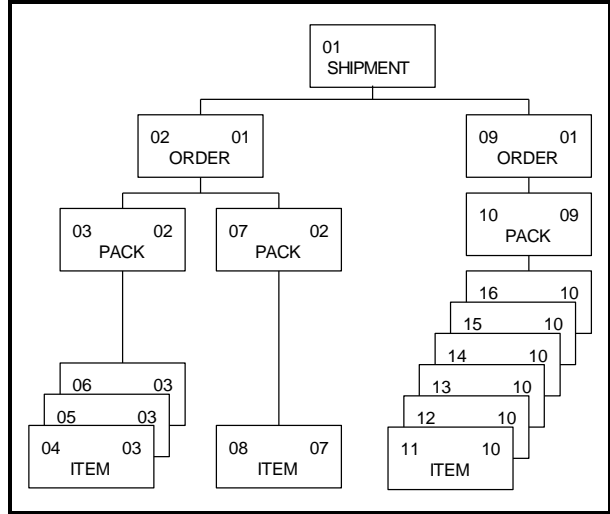 01
SHIPMENT
02 01
ORDER
09 01
ORDER
03 02
PACK
07 02
PACK
10 09
PACK
16 10
15 10
14 10
13 10
12 10
11 10
ITEM
06 03
05 03
04 03
ITEM
08 07
ITEM